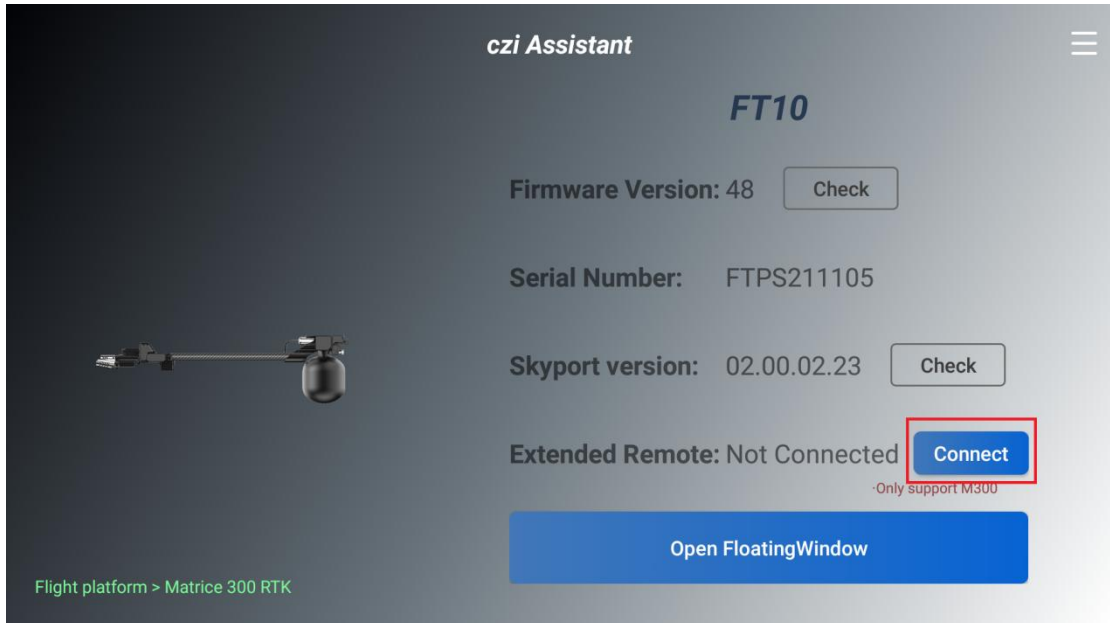 czi Assistant
FT10
Firmware Version: 48 Check
Serial Number: FTPS211105
Skyport version: 02.00.02.23 Check
Extended Remote: Not Connected Connect
·Only support M300
Open FloatingWindow
Flight platform > Matrice 300 RTK